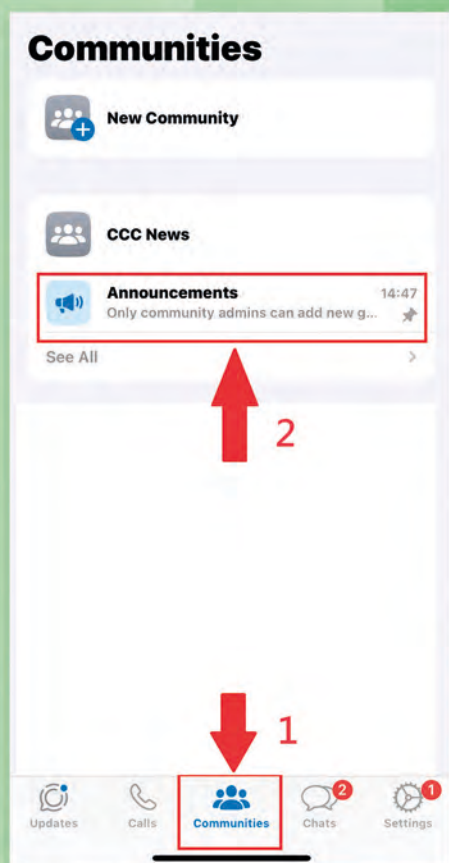 Communities
New Community
CCC News
Announcements 14:47
Only community admins can add new g...
See All
2
1
2 1
Updates Calls Communities Chats Settings